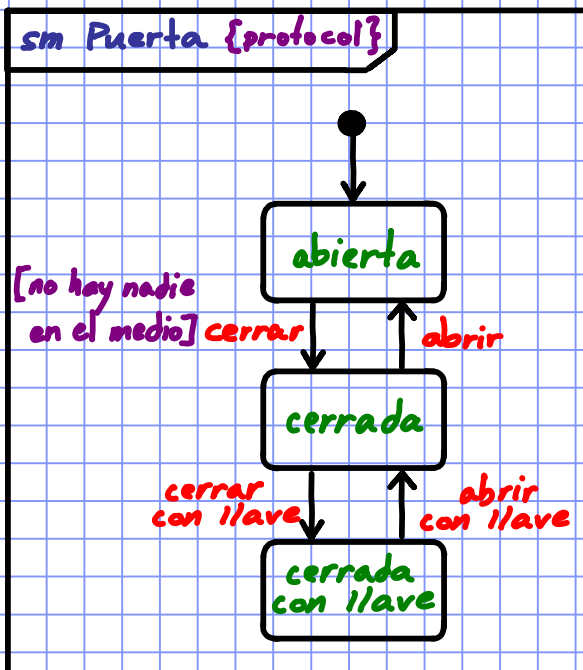 sm Puerta {protocol}
abierta
[no hay nadie
en el medio] cerrar
abrir
cerrada
cerrar
con llave
abrir
con llave
cerrada
con llave